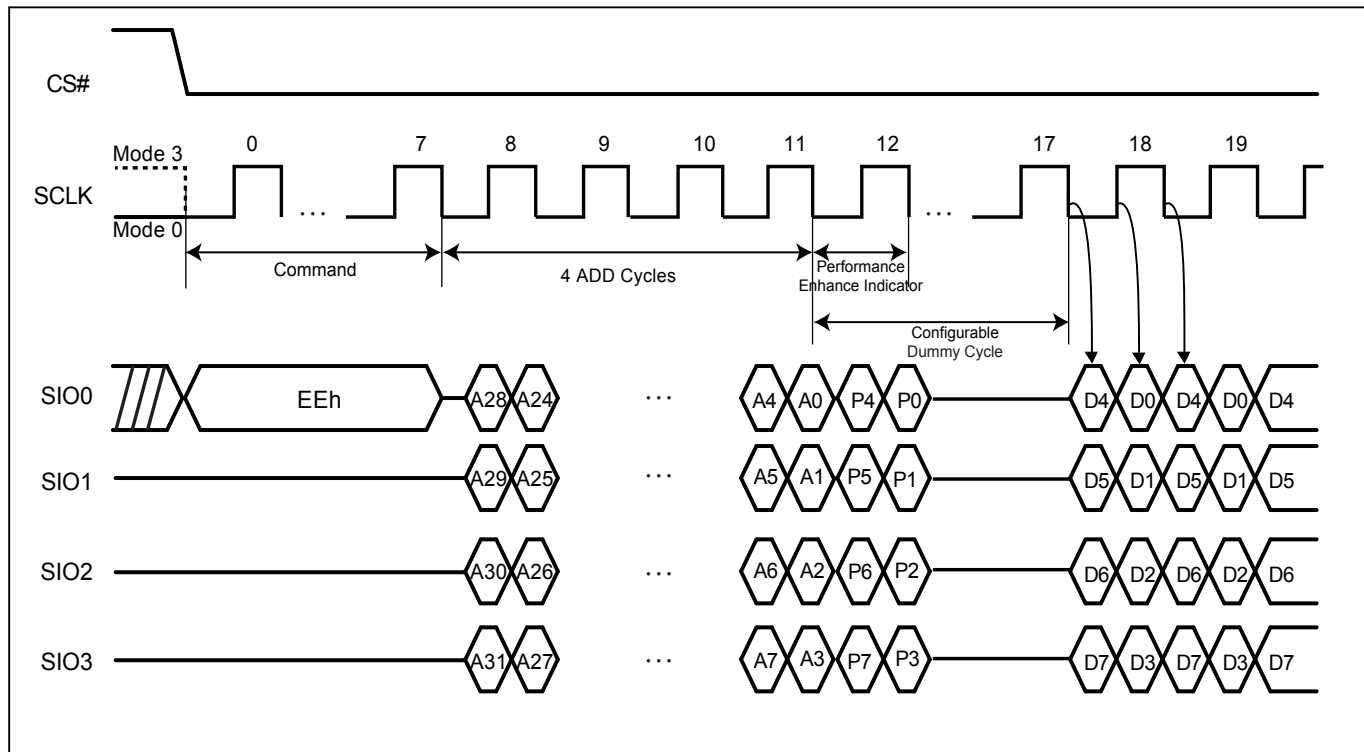 CS#
0 7 8 9 10 11 12 17 18 19
Mode 3
SCLK
...
...
Mode 0
Command
4 ADD Cycles
Performance
Enhance Indicator
Configurable
Dummy Cycle
SIO0 EEh A28 A24 ... A4 A0 P4 P0 D4 D0 D4 D0 D4
SIO1 A29 A25 ... A5 A1 P5 P1 D5 D1 D5 D1 D5
SIO2 A30 A26 ... A6 A2 P6 P2 D6 D2 D6 D2 D6
SIO3 A31 A27 ... A7 A3 P7 P3 D7 D3 D7 D3 D7